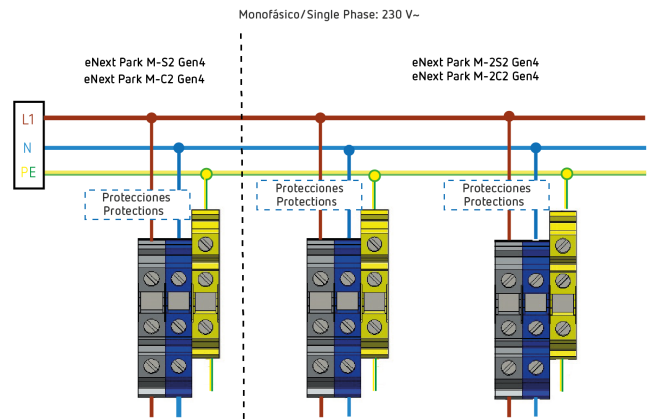 Monofásico/Single Phase: 230 V~
eNext Park M-S2 Gen4
eNext Park M-C2 Gen4
eNext Park M-2S2 Gen4
eNext Park M-2C2 Gen4
L1
N
PE
Protecciones
Protections
Protecciones
Protections
Protecciones
Protections